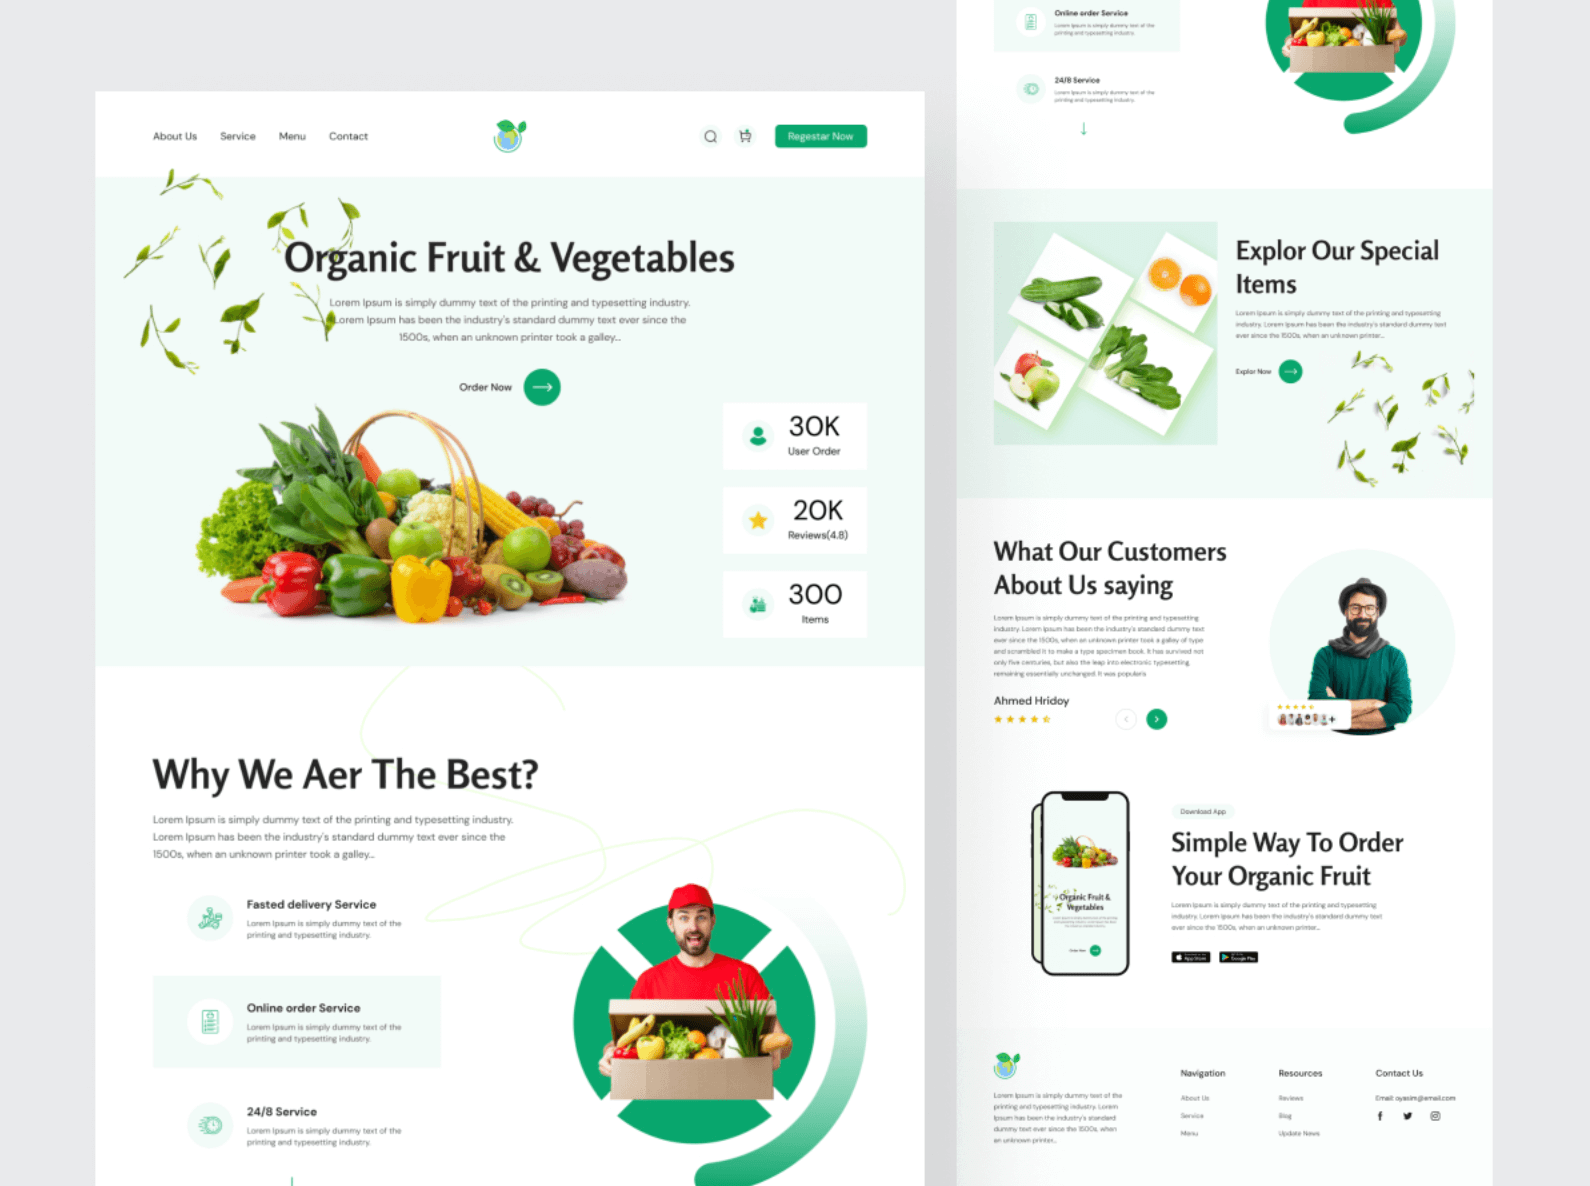 About Us Service Menu Contact
Regestar Now
Organic Fruit & Vegetables
Lorem Ipsum is simply dummy text of the printing and typesetting industry.
Lorem Ipsum has been the industry's standard dummy text ever since the
1500s, when an unknown printer took a galley...
Order Now
30K
User Order
20K
Reviews(4.8)
300
Items
Why We Aer The Best?
Lorem Ipsum is simply dummy text of the printing and typesetting industry.
Lorem Ipsum has been the industry's standard dummy text ever since the
1500s, when an unknown printer took a galley...
Fasted delivery Service
Lorem Ipsum is simply dummy text of the
printing and typesetting industry.
Online order Service
Lorem Ipsum is simply dummy text of the
printing and typesetting industry.
24/8 Service
Lorem Ipsum is simply dummy text of the
printing and typesetting industry.
Online order Service
Lorem Ipsum is simply dummy text of the
printing and typesetting industry.
24/8 Service
Lorem Ipsum is simply dummy text of the
printing and typesetting industry.
Explor Our Special
Items
Lorem Ipsum is simply dummy text of the printing and typesetting
industry. Lorem Ipsum has been the industry's standard dummy text
ever since the 1500s, when an unknown printer...
Explor Now
What Our Customers
About Us saying
Lorem Ipsum is simply dummy text of the printing and typesetting
industry. Lorem Ipsum has been the industry's standard dummy text
ever since the 1500s, when an unknown printer took a galley of type
and scrambled it to make a type specimen book. It has survived not
only five centuries, but also the leap into electronic typesetting,
remaining essentially unchanged. It was popularis
Ahmed Hridoy
Organic Fruit &
Vegetables
Order Now
Download App
Simple Way To Order
Your Organic Fruit
Lorem Ipsum is simply dummy text of the printing and typesetting
industry. Lorem Ipsum has been the industry's standard dummy text
ever since the 1500s, when an unknown printer...
App Store
Google Play
Lorem Ipsum is simply dummy text of the
printing and typesetting industry. Lorem
Ipsum has been the industry's standard
dummy text ever since the 1500s, when
an unknown printer...
Navigation
About Us
Service
Menu
Resources
Reviews
Blog
Update News
Contact Us
Email: oyasim@email.com